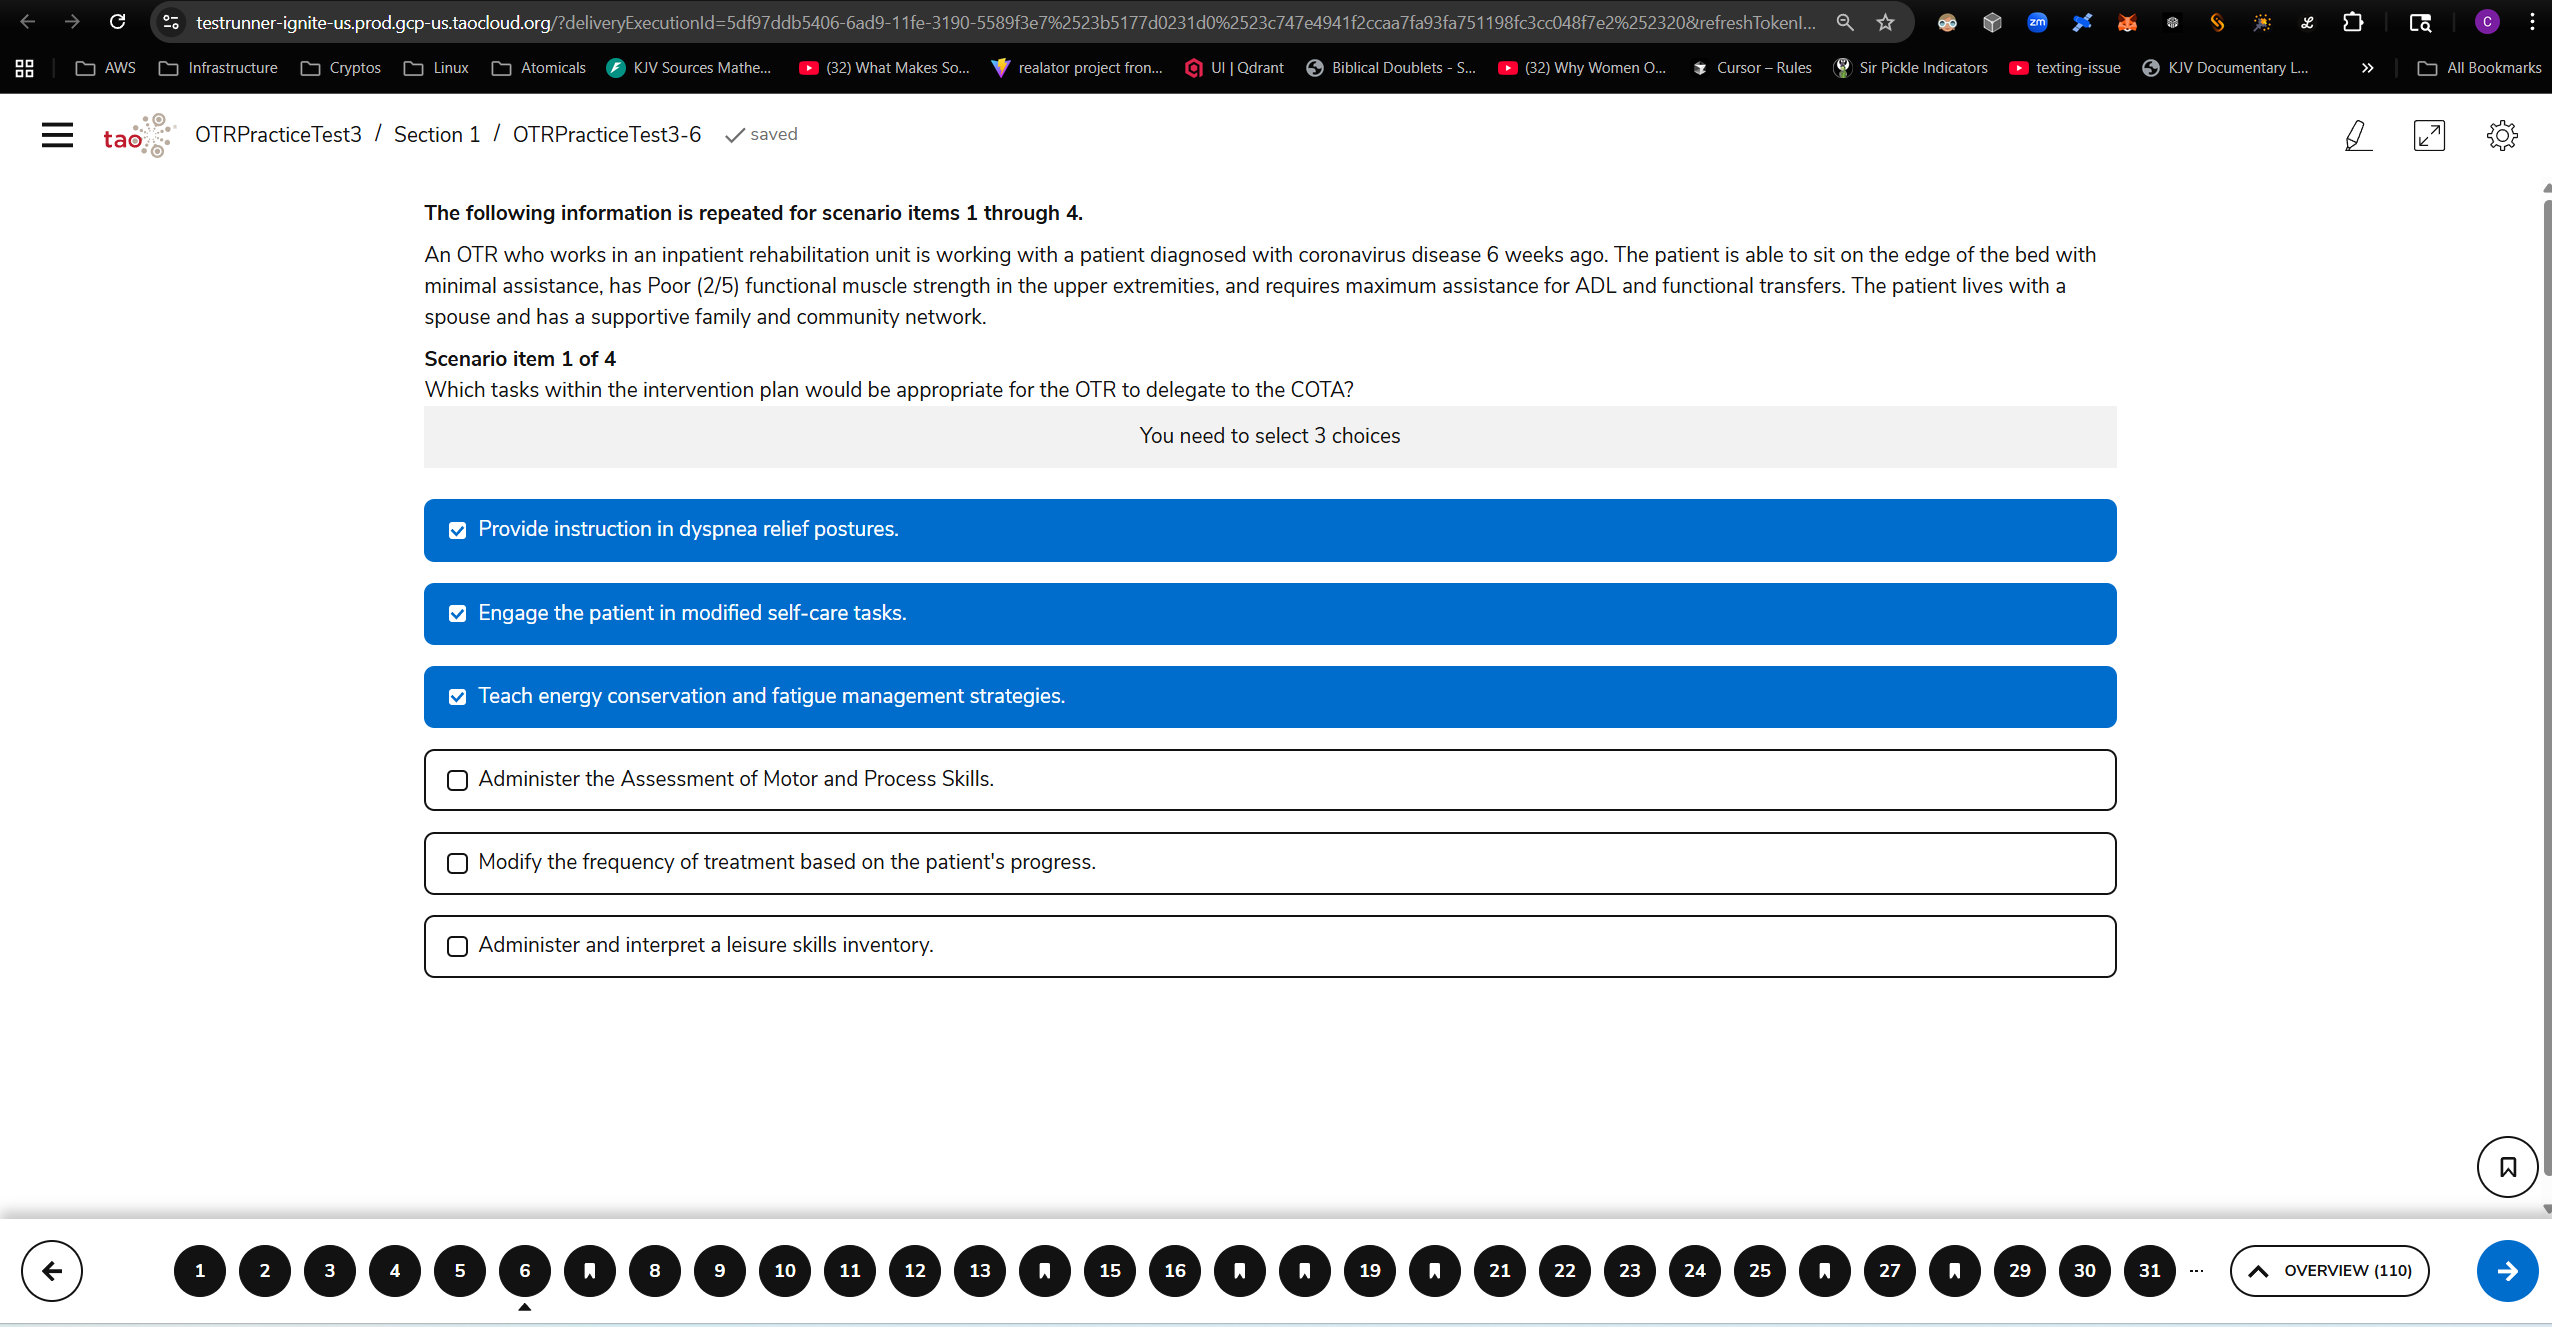 testrunner-ignite-us.prod.gcp-us.taocloud.org/?deliveryExecutionId=5df97ddb5406-6ad9-11fe-3190-5589f3e7%2523b5177d0231d0%2523c747e4941f2ccaa7fa93fa751198fc3cc048f7e2%252320&refreshTokenI...
zm
C
AWS
Infrastructure
Cryptos
Linux
Atomicals
KJV Sources Mathe...
(32) What Makes So...
realator project fron...
UI | Qdrant
Biblical Doublets - S...
(32) Why Women O...
Cursor – Rules
Sir Pickle Indicators
texting-issue
KJV Documentary L...
All Bookmarks
tao
OTRPracticeTest3 / Section 1 / OTRPracticeTest3-6 saved
The following information is repeated for scenario items 1 through 4.
An OTR who works in an inpatient rehabilitation unit is working with a patient diagnosed with coronavirus disease 6 weeks ago. The patient is able to sit on the edge of the bed with
minimal assistance, has Poor (2/5) functional muscle strength in the upper extremities, and requires maximum assistance for ADL and functional transfers. The patient lives with a
spouse and has a supportive family and community network.
Scenario item 1 of 4
Which tasks within the intervention plan would be appropriate for the OTR to delegate to the COTA?
You need to select 3 choices
Provide instruction in dyspnea relief postures.
Engage the patient in modified self-care tasks.
Teach energy conservation and fatigue management strategies.
Administer the Assessment of Motor and Process Skills.
Modify the frequency of treatment based on the patient's progress.
Administer and interpret a leisure skills inventory.
1 2 3 4 5 6 8 9 10 11 12 13 15 16 19 21 22 23 24 25 27 29 30 31 ... OVERVIEW (110)